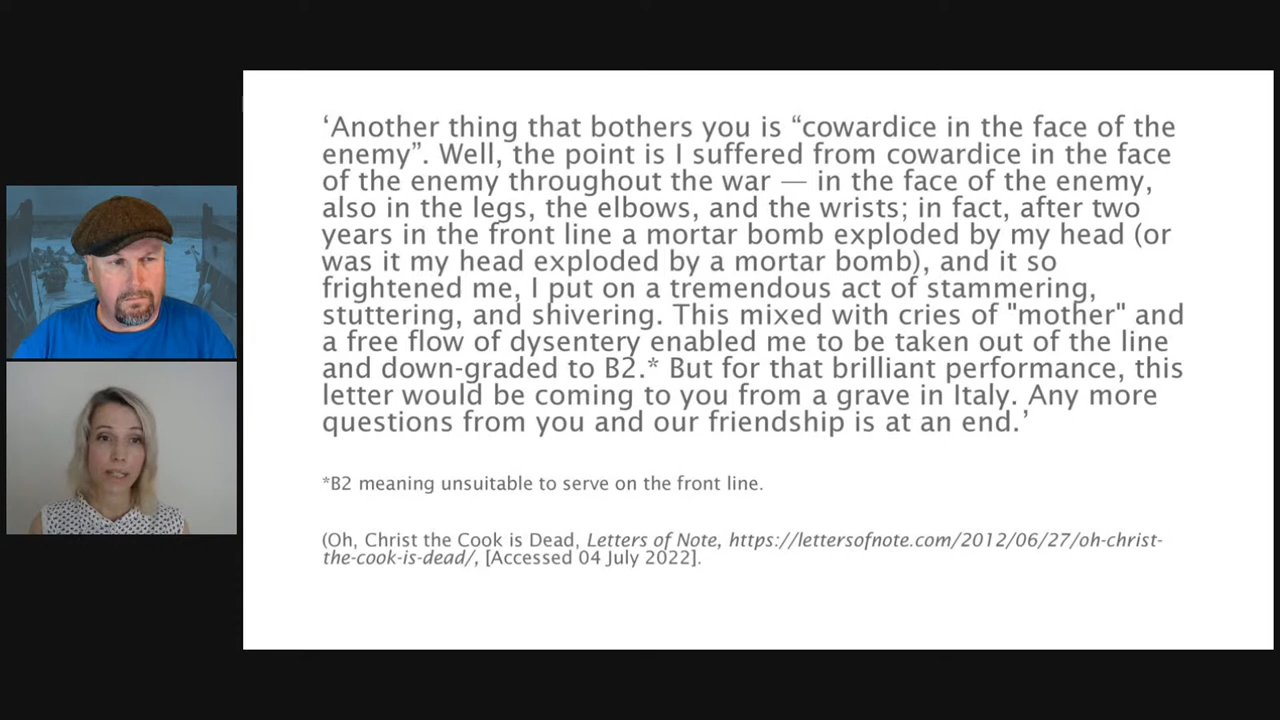 ‘Another thing that bothers you is “cowardice in the face of the
enemy”. Well, the point is I suffered from cowardice in the face
of the enemy throughout the war — in the face of the enemy,
also in the legs, the elbows, and the wrists; in fact, after two
years in the front line a mortar bomb exploded by my head (or
was it my head exploded by a mortar bomb), and it so
frightened me, I put on a tremendous act of stammering,
stuttering, and shivering. This mixed with cries of "mother" and
a free flow of dysentery enabled me to be taken out of the line
and down-graded to B2.* But for that brilliant performance, this
letter would be coming to you from a grave in Italy. Any more
questions from you and our friendship is at an end.’
*B2 meaning unsuitable to serve on the front line.
(Oh, Christ the Cook is Dead, Letters of Note, https://lettersofnote.com/2012/06/27/oh-christ-
the-cook-is-dead/, [Accessed 04 July 2022].